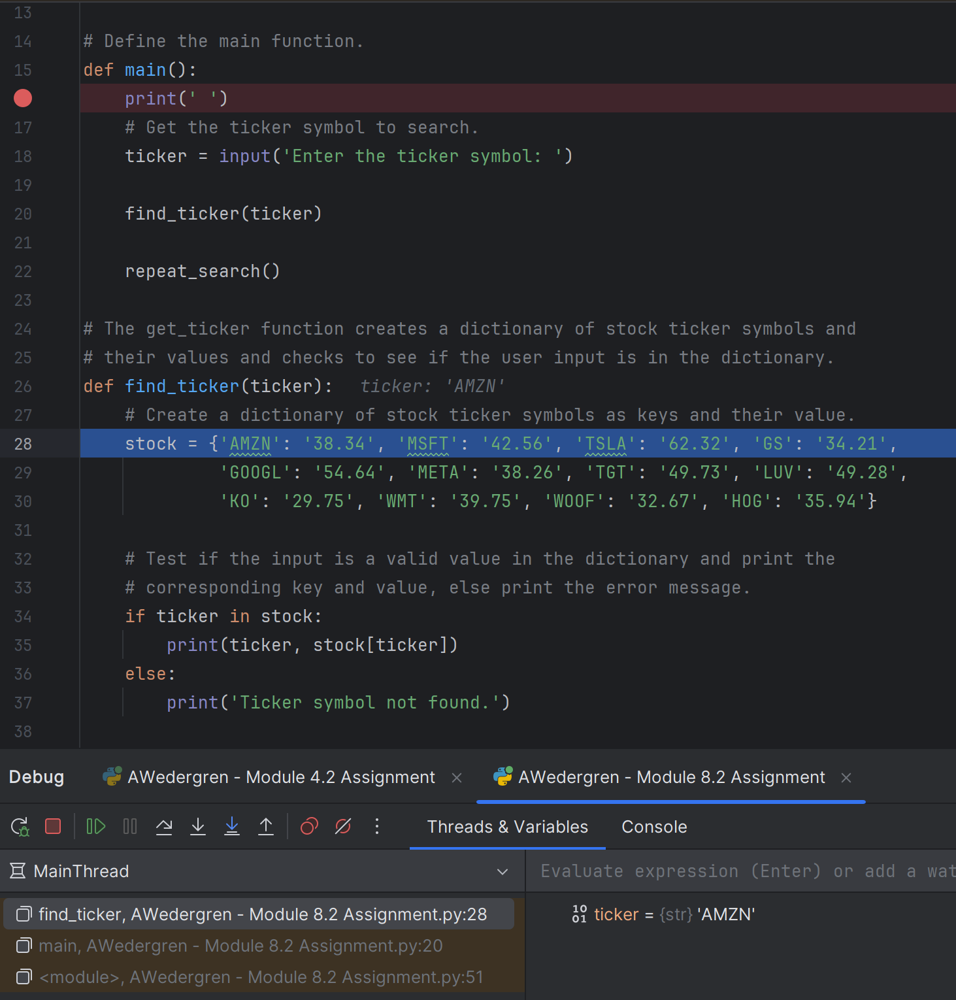 13
14 # Define the main function.
15 def main():
print(' ')
17 # Get the ticker symbol to search.
18 ticker = input('Enter the ticker symbol: ')
19
20 find_ticker(ticker)
21
22 repeat_search()
23
24 # The get_ticker function creates a dictionary of stock ticker symbols and
25 # their values and checks to see if the user input is in the dictionary.
26 def find_ticker(ticker): ticker: 'AMZN'
27 # Create a dictionary of stock ticker symbols as keys and their value.
28 stock = {'AMZN': '38.34', 'MSFT': '42.56', 'TSLA': '62.32', 'GS': '34.21',
29 'GOOGL': '54.64', 'META': '38.26', 'TGT': '49.73', 'LUV': '49.28',
30 'KO': '29.75', 'WMT': '39.75', 'WOOF': '32.67', 'HOG': '35.94'}
31
32 # Test if the input is a valid value in the dictionary and print the
33 # corresponding key and value, else print the error message.
34 if ticker in stock:
35 print(ticker, stock[ticker])
36 else:
37 print('Ticker symbol not found.')
38
Debug AWedergren - Module 4.2 Assignment AWedergren - Module 8.2 Assignment
Threads & Variables Console
MainThread
Evaluate expression (Enter) or add a wat
find_ticker, AWedergren - Module 8.2 Assignment.py:28
main, AWedergren - Module 8.2 Assignment.py:20
<module>, AWedergren - Module 8.2 Assignment.py:51
10
01 ticker = {str} 'AMZN'